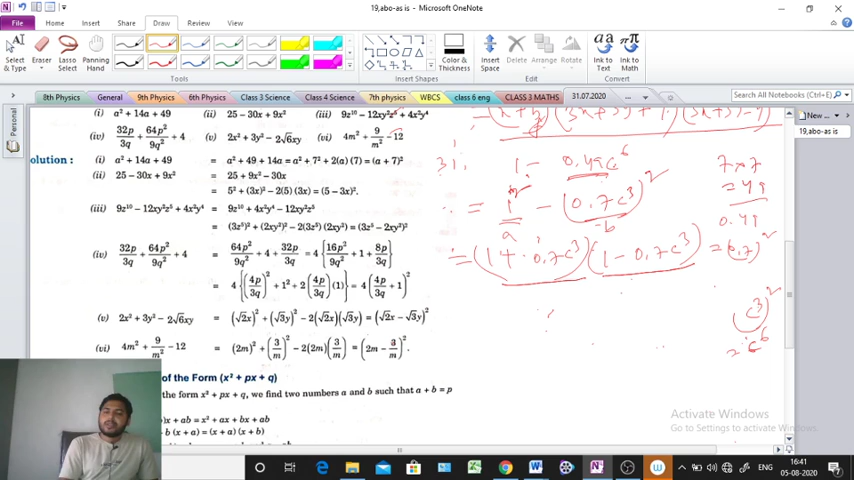 19,abo-as is - Microsoft OneNote
File Home Insert Draw Review View
Select & Type Eraser Lasso Select Panning Hand Color & Thickness Insert Space Delete Arrange Rotate Ink to Text Ink to Math
Tools Insert Shapes Edit Convert
8th Physics General 9th Physics 6th Physics Class 3 Science Class 4 Science 7th physics WBCS class 6 eng CLASS 3 MATHS 31.07.2020 ... Search All Notebooks (Ctrl+E)
Personal
New ...
19,abo-as is
(i) a² + 14a + 49 (ii) 25 − 30x + 9x² (iii) 9z¹⁰ − 12xy²z⁵ + 4x²y⁴
(iv) 32p/3q + 64p²/9q² + 4 (v) 2x² + 3y² − 2√6xy (vi) 4m² + 9/m² − 12
olution : (i) a² + 14a + 49 = a² + 49 + 14a = a² + 7² + 2(a) (7) = (a + 7)²
(ii) 25 − 30x + 9x² = 25 + 9x² − 30x
= 5² + (3x)² − 2(5) (3x) = (5 − 3x)².
(iii) 9z¹⁰ − 12xy²z⁵ + 4x²y⁴ = 9z¹⁰ + 4x²y⁴ − 12xy²z⁵
= (3z⁵)² + (2xy²)² − 2(3z⁵) (2xy²) = (3z⁵ − 2xy²)²
(iv) 32p/3q + 64p²/9q² + 4 = 64p²/9q² + 4 + 32p/3q = 4 {16p²/9q² + 1 + 8p/3q}
= 4 {(4p/3q)² + 1² + 2 (4p/3q) (1)} = 4 (4p/3q + 1)²
(v) 2x² + 3y² − 2√6xy = (√2x)² + (√3y)² − 2(√2x) (√3y) = (√2x − √3y)²
(vi) 4m² + 9/m² − 12 = (2m)² + (3/m)² − 2(2m) (3/m) = (2m − 3/m)².
of the Form (x² + px + q)
the form x² + px + q, we find two numbers a and b such that a + b = p
)x + ab = x² + ax + bx + ab
= x (x + a) + b (x + a) = (x + a) (x + b)
31. 1 − 0.49c⁶
∴ = 1² − (0.7c³)²
a −b
= (1 + 0.7c³)(1 − 0.7c³)
7×7
= 49
0.49
= (0.7)²
(c³)²
= c⁶
Activate Windows
Go to Settings to activate Windows.
ENG
16:41
05-08-2020